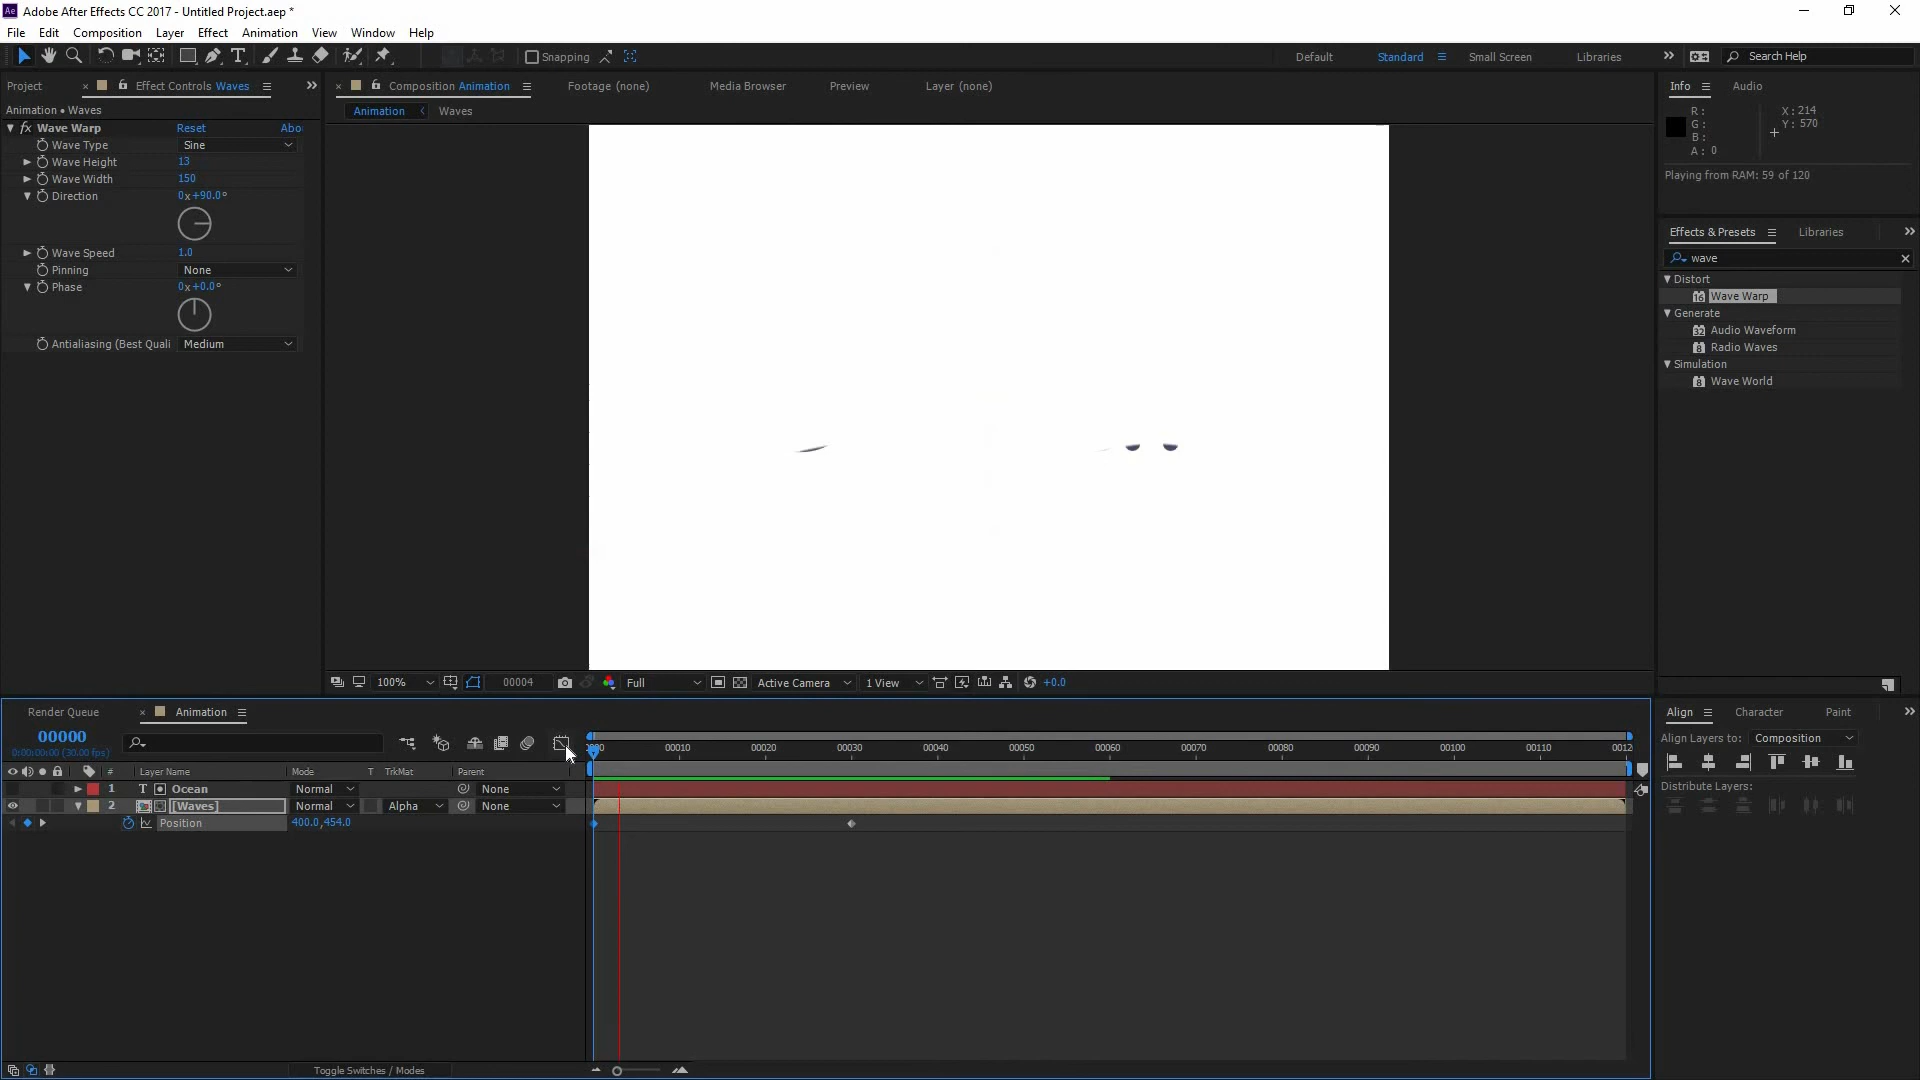 Ae Adobe After Effects CC 2017 - Untitled Project.aep *
File Edit Composition Layer Effect Animation View Window Help
Snapping Default Standard Small Screen Libraries Search Help
Project Effect Controls Waves
Composition Animation Footage (none) Media Browser Preview Layer (none)
Info Audio
Animation • Waves
Animation Waves
R:
G:
B:
A: 0
X: 214
Y: 570
Playing from RAM: 59 of 120
fx Wave Warp Reset Abo
Wave Type Sine
Wave Height 13
Wave Width 150
Direction 0x+90.0°
Wave Speed 1.0
Pinning None
Phase 0x+0.0°
Antialiasing (Best Quali Medium
Effects & Presets Libraries
wave
Distort
16 Wave Warp
Generate
32 Audio Waveform
8 Radio Waves
Simulation
8 Wave World
100% 00004 Full Active Camera 1 View +0.0
Render Queue Animation
00000
0:00:00:00 (30.00 fps)
00010 00020 00030 00040 00050 00060 00070 00080 00090 00100 00110 0012
# Layer Name Mode T TrkMat Parent
1 T Ocean Normal None
2 [Waves] Normal Alpha None
Position 400.0,454.0
Toggle Switches / Modes
Align Character Paint
Align Layers to: Composition
Distribute Layers: